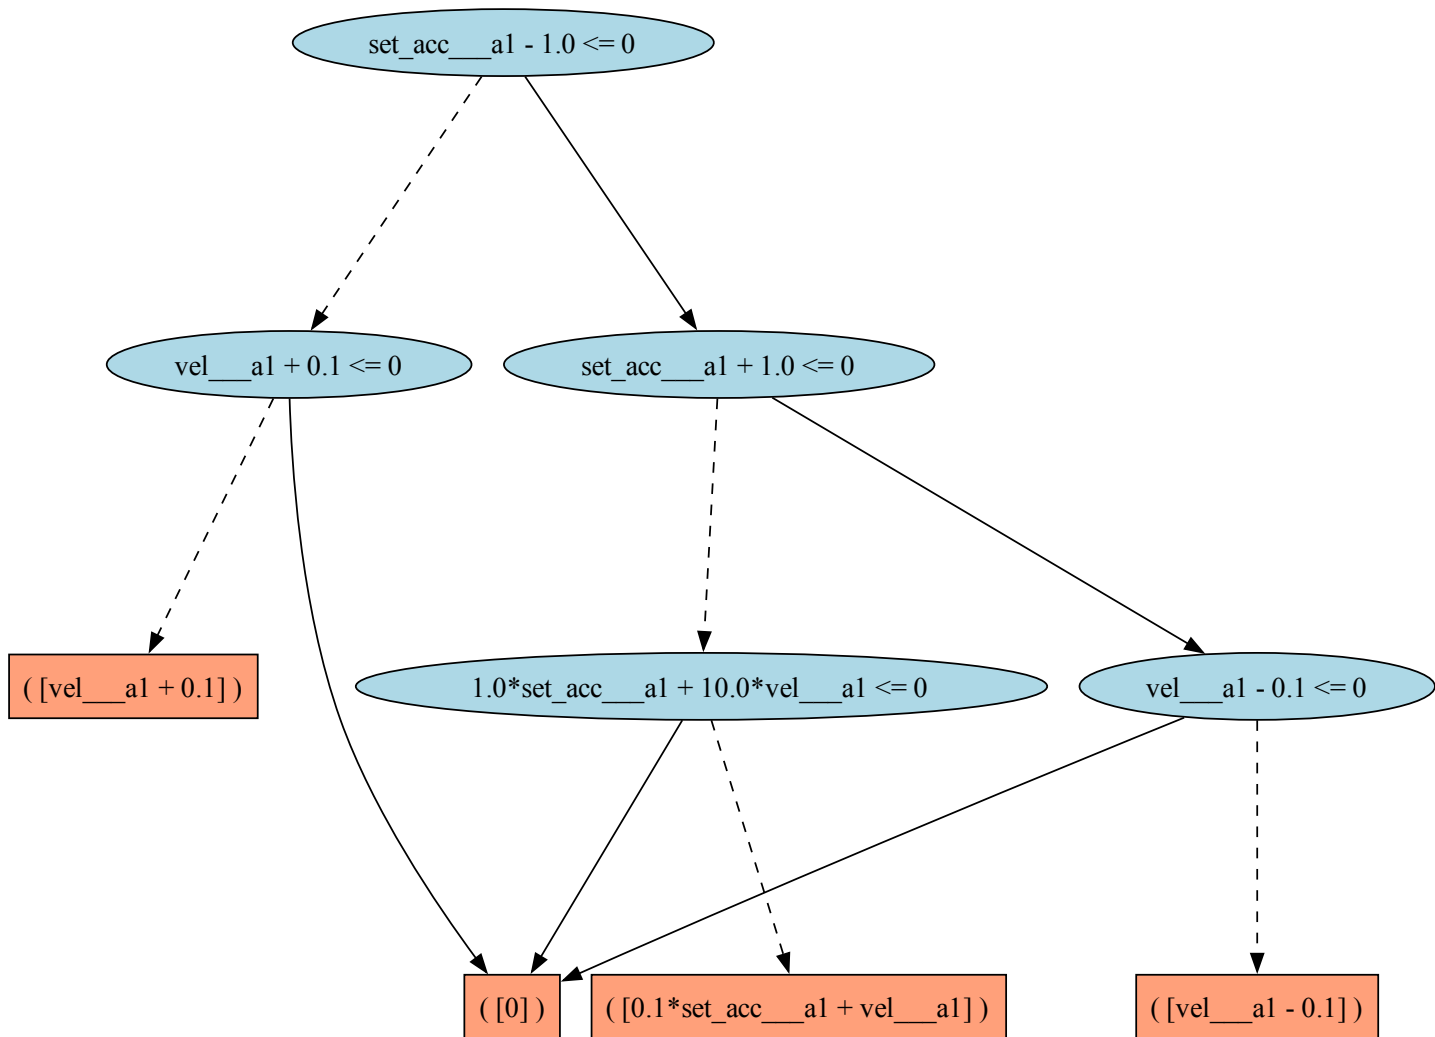 set_acc___a1 - 1.0 <= 0
vel___a1 + 0.1 <= 0
set_acc___a1 + 1.0 <= 0
( [vel___a1 + 0.1] )
1.0*set_acc___a1 + 10.0*vel___a1 <= 0
vel___a1 - 0.1 <= 0
( [0] )
( [0.1*set_acc___a1 + vel___a1] )
( [vel___a1 - 0.1] )